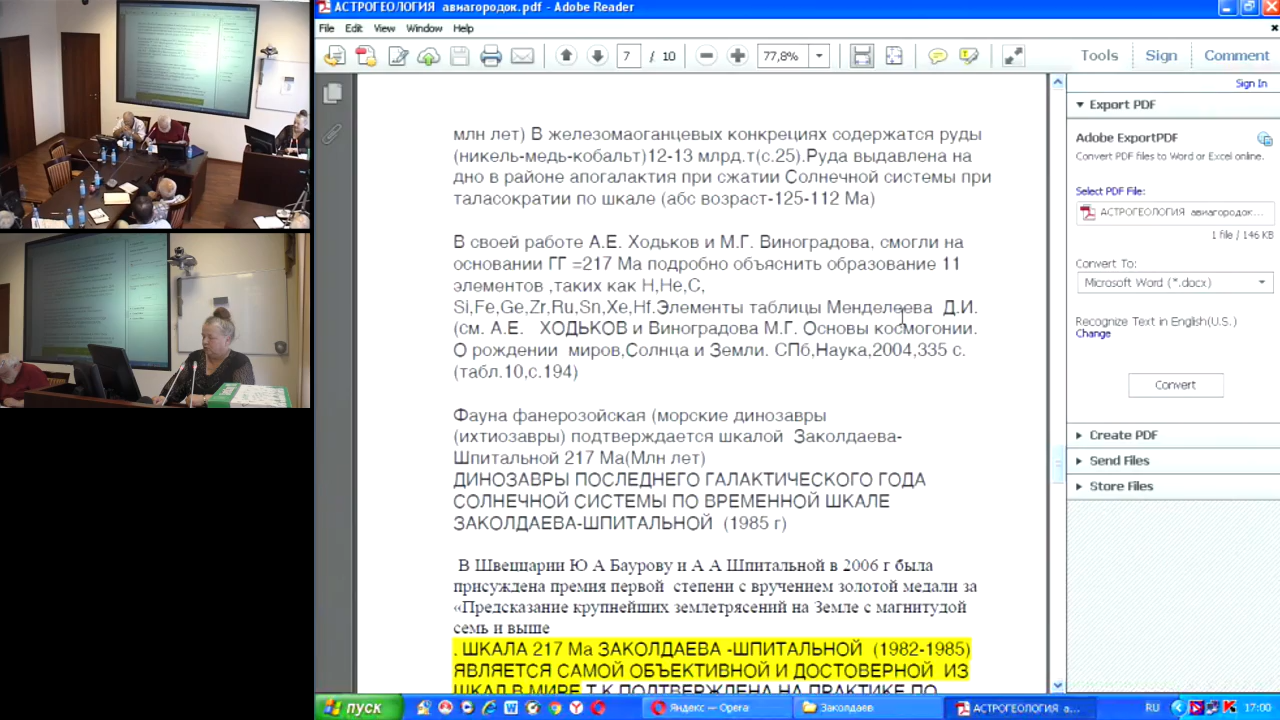 АСТРОГЕОЛОГИЯ авиагородок.pdf - Adobe Reader
File Edit View Window Help
7 / 10 77,8% Tools Sign Comment
Sign In
Export PDF
Adobe ExportPDF
Convert PDF files to Word or Excel online.
Select PDF File:
АСТРОГЕОЛОГИЯ авиагородок...
1 file / 146 KB
Convert To:
Microsoft Word (*.docx)
Recognize Text in English(U.S.)
Change
Convert
Create PDF
Send Files
Store Files
млн лет) В железомаоганцевых конкрециях содержатся руды
(никель-медь-кобальт)12-13 млрд.т(с.25).Руда выдавлена на
дно в районе апогалактия при сжатии Солнечной системы при
таласократии по шкале (абс возраст-125-112 Ма)
В своей работе А.Е. Ходьков и М.Г. Виноградова, смогли на
основании ГГ =217 Ма подробно объяснить образование 11
элементов ,таких как H,He,C,
Si,Fe,Ge,Zr,Ru,Sn,Xe,Hf.Элементы таблицы Менделеева Д.И.
(см. А.Е. ХОДЬКОВ и Виноградова М.Г. Основы космогонии.
О рождении миров,Солнца и Земли. СПб,Наука,2004,335 с.
(табл.10,с.194)
Фауна фанерозойская (морские динозавры
(ихтиозавры) подтверждается шкалой Заколдаева-
Шпитальной 217 Ма(Млн лет)
ДИНОЗАВРЫ ПОСЛЕДНЕГО ГАЛАКТИЧЕСКОГО ГОДА
СОЛНЕЧНОЙ СИСТЕМЫ ПО ВРЕМЕННОЙ ШКАЛЕ
ЗАКОЛДАЕВА-ШПИТАЛЬНОЙ (1985 г)
В Швеццарии Ю А Баурову и А А Шпитальной в 2006 г была
присуждена премия первой степени с вручением золотой медали за
«Предсказание крупнейших землетрясений на Земле с магнитудой
семь и выше
. ШКАЛА 217 Ма ЗАКОЛДАЕВА -ШПИТАЛЬНОЙ (1982-1985)
ЯВЛЯЕТСЯ САМОЙ ОБЪЕКТИВНОЙ И ДОСТОВЕРНОЙ ИЗ
ШКАЛ В МИРЕ Т.К ПОДТВЕРЖДЕНА НА ПРАКТИКЕ ПО
пуск Яндекс — Opera Заколдаев АСТРОГЕОЛОГИЯ а... RU 17:00